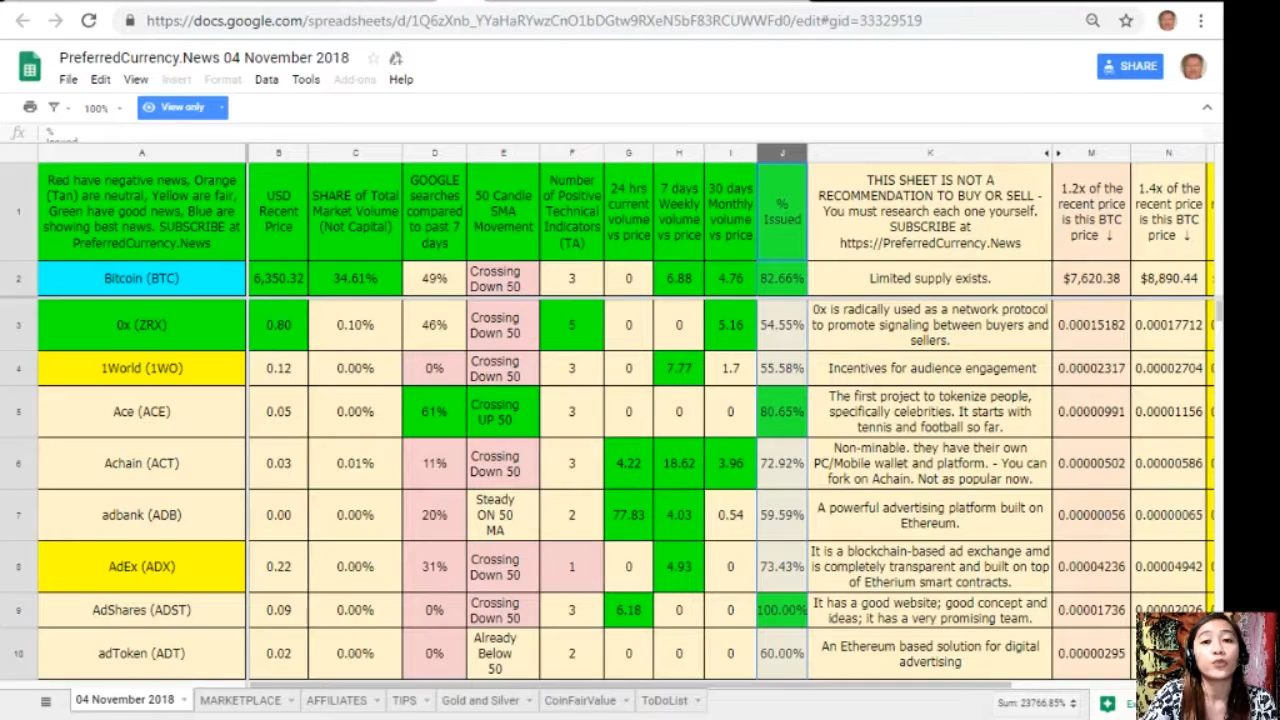 https://docs.google.com/spreadsheets/d/1Q6zXnb_YYaHaRYwzCnO1bDGtw9RXeN5bF83RCUWWFd0/edit#gid=33329519
PreferredCurrency.News 04 November 2018
SHARE
File Edit View Insert Format Data Tools Add-ons Help
100% View only
fx %
Issued
A B C D E F G H I J K M N
1
Red have negative news, Orange
(Tan) are neutral, Yellow are fair,
Green have good news, Blue are
showing best news. SUBSCRIBE at
PreferredCurrency.News
USD
Recent
Price
SHARE of Total
Market Volume
(Not Capital)
GOOGLE
searches
compared
to past 7
days
50 Candle
SMA
Movement
Number
of Positive
Technical
Indicators
(TA)
24 hrs
current
volume
vs price
7 days
Weekly
volume
vs price
30 days
Monthly
volume
vs price
%
Issued
THIS SHEET IS NOT A
RECOMMENDATION TO BUY OR SELL -
You must research each one yourself.
SUBSCRIBE at
https://PreferredCurrency.News
1.2x of the
recent price
is this BTC
price ↓
1.4x of the
recent price
is this BTC
price ↓
2 Bitcoin (BTC) 6,350.32 34.61% 49%
Crossing
Down 50
3 0 6.88 4.76 82.66% Limited supply exists. $7,620.38 $8,890.44
3 0x (ZRX) 0.80 0.10% 46%
Crossing
Down 50
5 0 0 5.16 54.55%
0x is radically used as a network protocol
to promote signaling between buyers and
sellers.
0.00015182 0.00017712
4 1World (1WO) 0.12 0.00% 0%
Crossing
Down 50
3 0 7.77 1.7 55.58% Incentives for audience engagement 0.00002317 0.00002704
5 Ace (ACE) 0.05 0.00% 61%
Crossing
UP 50
3 0 0 0 80.65%
The first project to tokenize people,
specifically celebrities. It starts with
tennis and football so far.
0.00000991 0.00001156
6 Achain (ACT) 0.03 0.01% 11%
Crossing
Down 50
3 4.22 18.62 3.96 72.92%
Non-minable. they have their own
PC/Mobile wallet and platform. - You can
fork on Achain. Not as popular now.
0.00000502 0.00000586
7 adbank (ADB) 0.00 0.00% 20%
Steady
ON 50
MA
2 77.83 4.03 0.54 59.59%
A powerful advertising platform built on
Ethereum.
0.00000056 0.00000065
8 AdEx (ADX) 0.22 0.00% 31%
Crossing
Down 50
1 0 4.93 0 73.43%
It is a blockchain-based ad exchange amd
is completely transparent and built on top
of Etherium smart contracts.
0.00004236 0.00004942
9 AdShares (ADST) 0.09 0.00% 0%
Crossing
Down 50
3 6.18 0 0 100.00%
It has a good website; good concept and
ideas; it has a very promising team.
0.00001736 0.00002026
10 adToken (ADT) 0.02 0.00% 0%
Already
Below
50
2 0 0 0 60.00%
An Ethereum based solution for digital
advertising
0.00000295
04 November 2018 MARKETPLACE AFFILIATES TIPS Gold and Silver CoinFairValue ToDoList Sum: 23766.85%